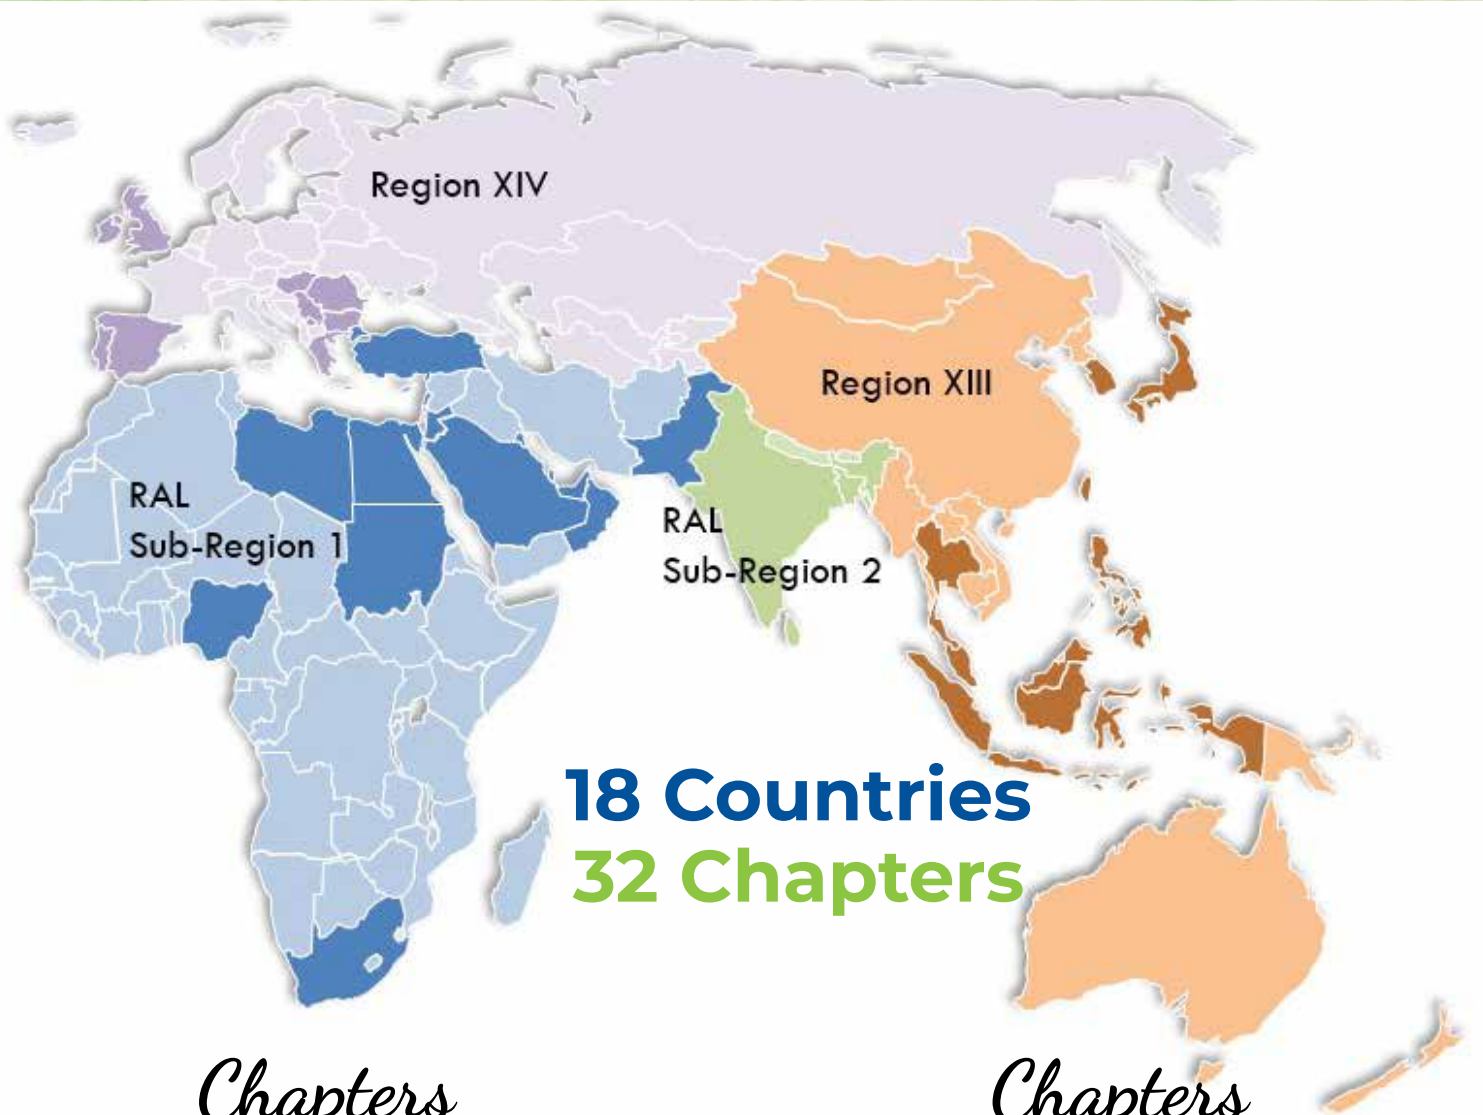 Region XIV
Region XIII
RAL
Sub-Region 1
RAL
Sub-Region 2
18 Countries
32 Chapters
Chapters
Chapters